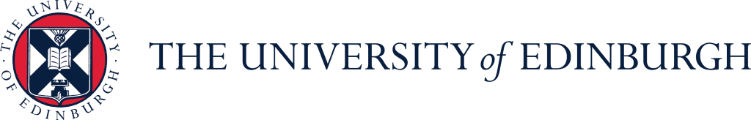 THE UNIVERSITY OF EDINBURGH
THE UNIVERSITY of EDINBURGH